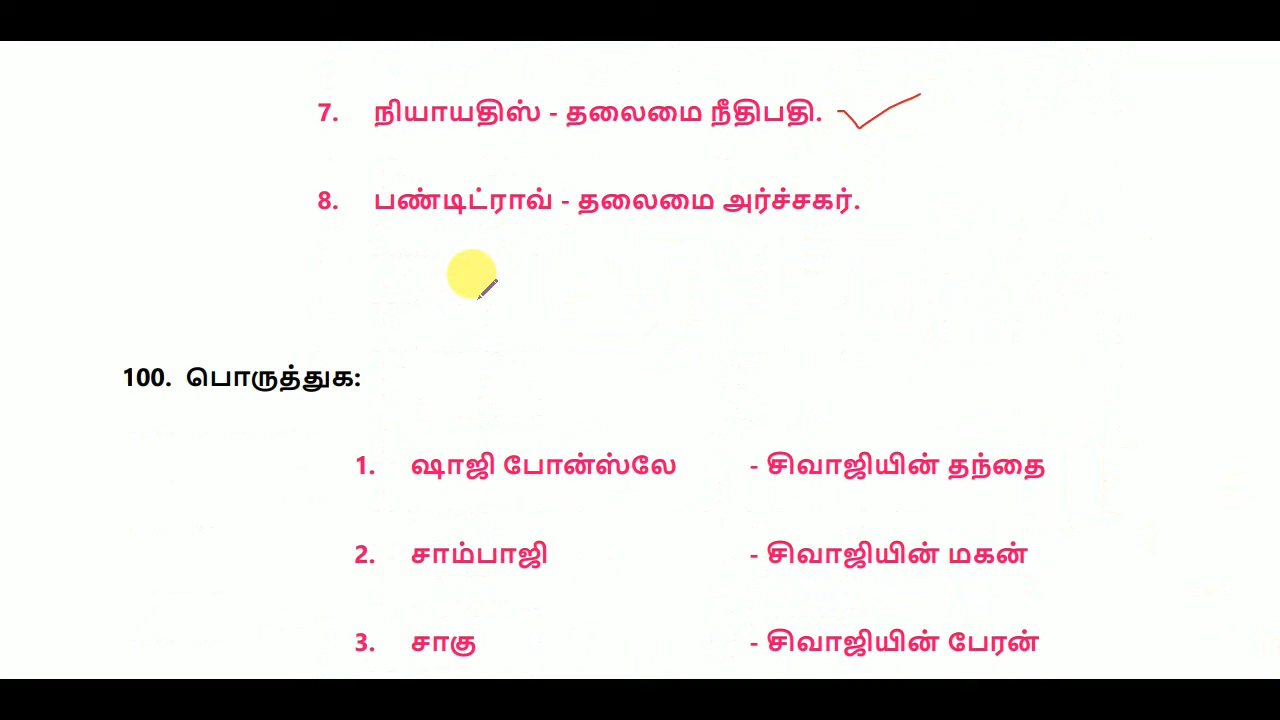 7. நியாயதிஸ் - தலைமை நீதிபதி.
8. பண்டிட்ராவ் - தலைமை அர்ச்சகர்.
100. பொருத்துக:
1. ஷாஜி போன்ஸ்லே - சிவாஜியின் தந்தை
2. சாம்பாஜி - சிவாஜியின் மகன்
3. சாகு - சிவாஜியின் பேரன்